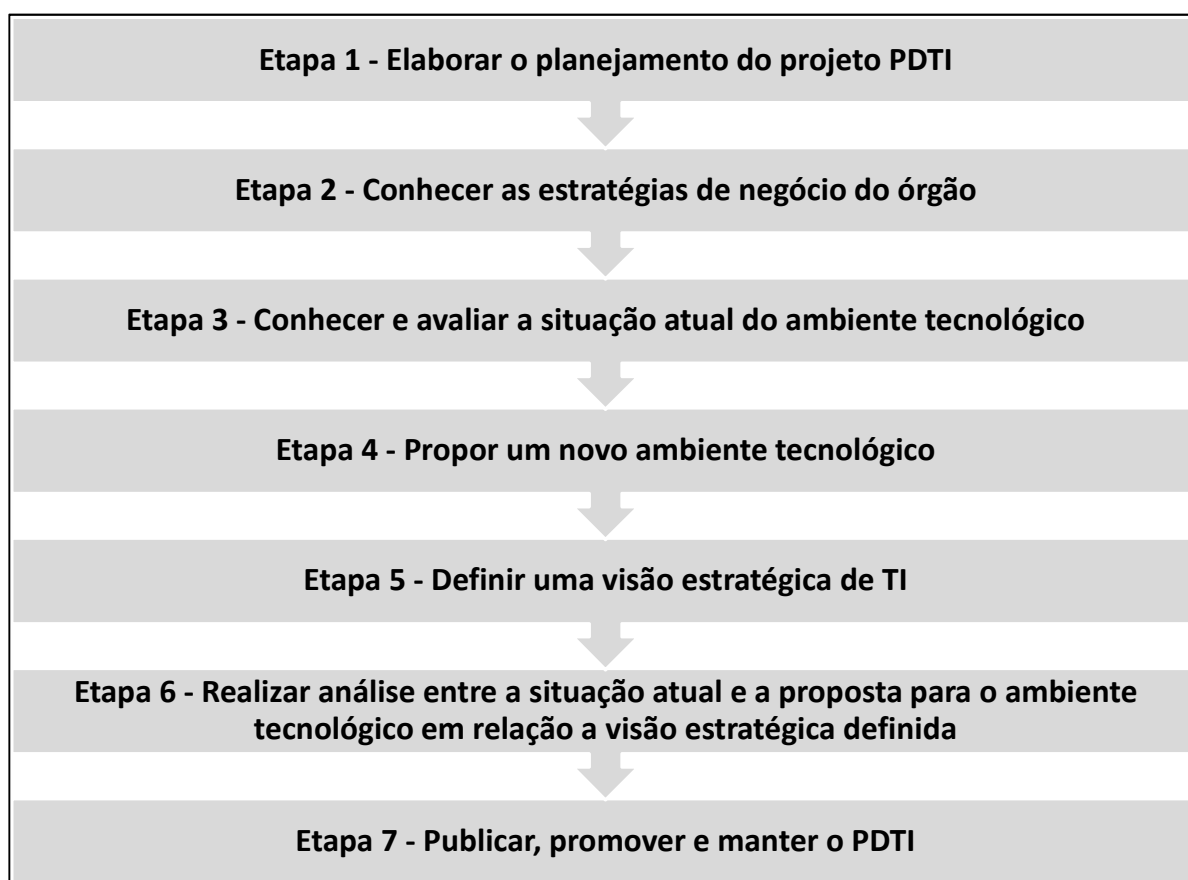 Etapa 1 - Elaborar o planejamento do projeto PDTI
Etapa 2 - Conhecer as estratégias de negócio do órgão
Etapa 3 - Conhecer e avaliar a situação atual do ambiente tecnológico
Etapa 4 - Propor um novo ambiente tecnológico
Etapa 5 - Definir uma visão estratégica de TI
Etapa 6 - Realizar análise entre a situação atual e a proposta para o ambiente
tecnológico em relação a visão estratégica definida
Etapa 7 - Publicar, promover e manter o PDTI